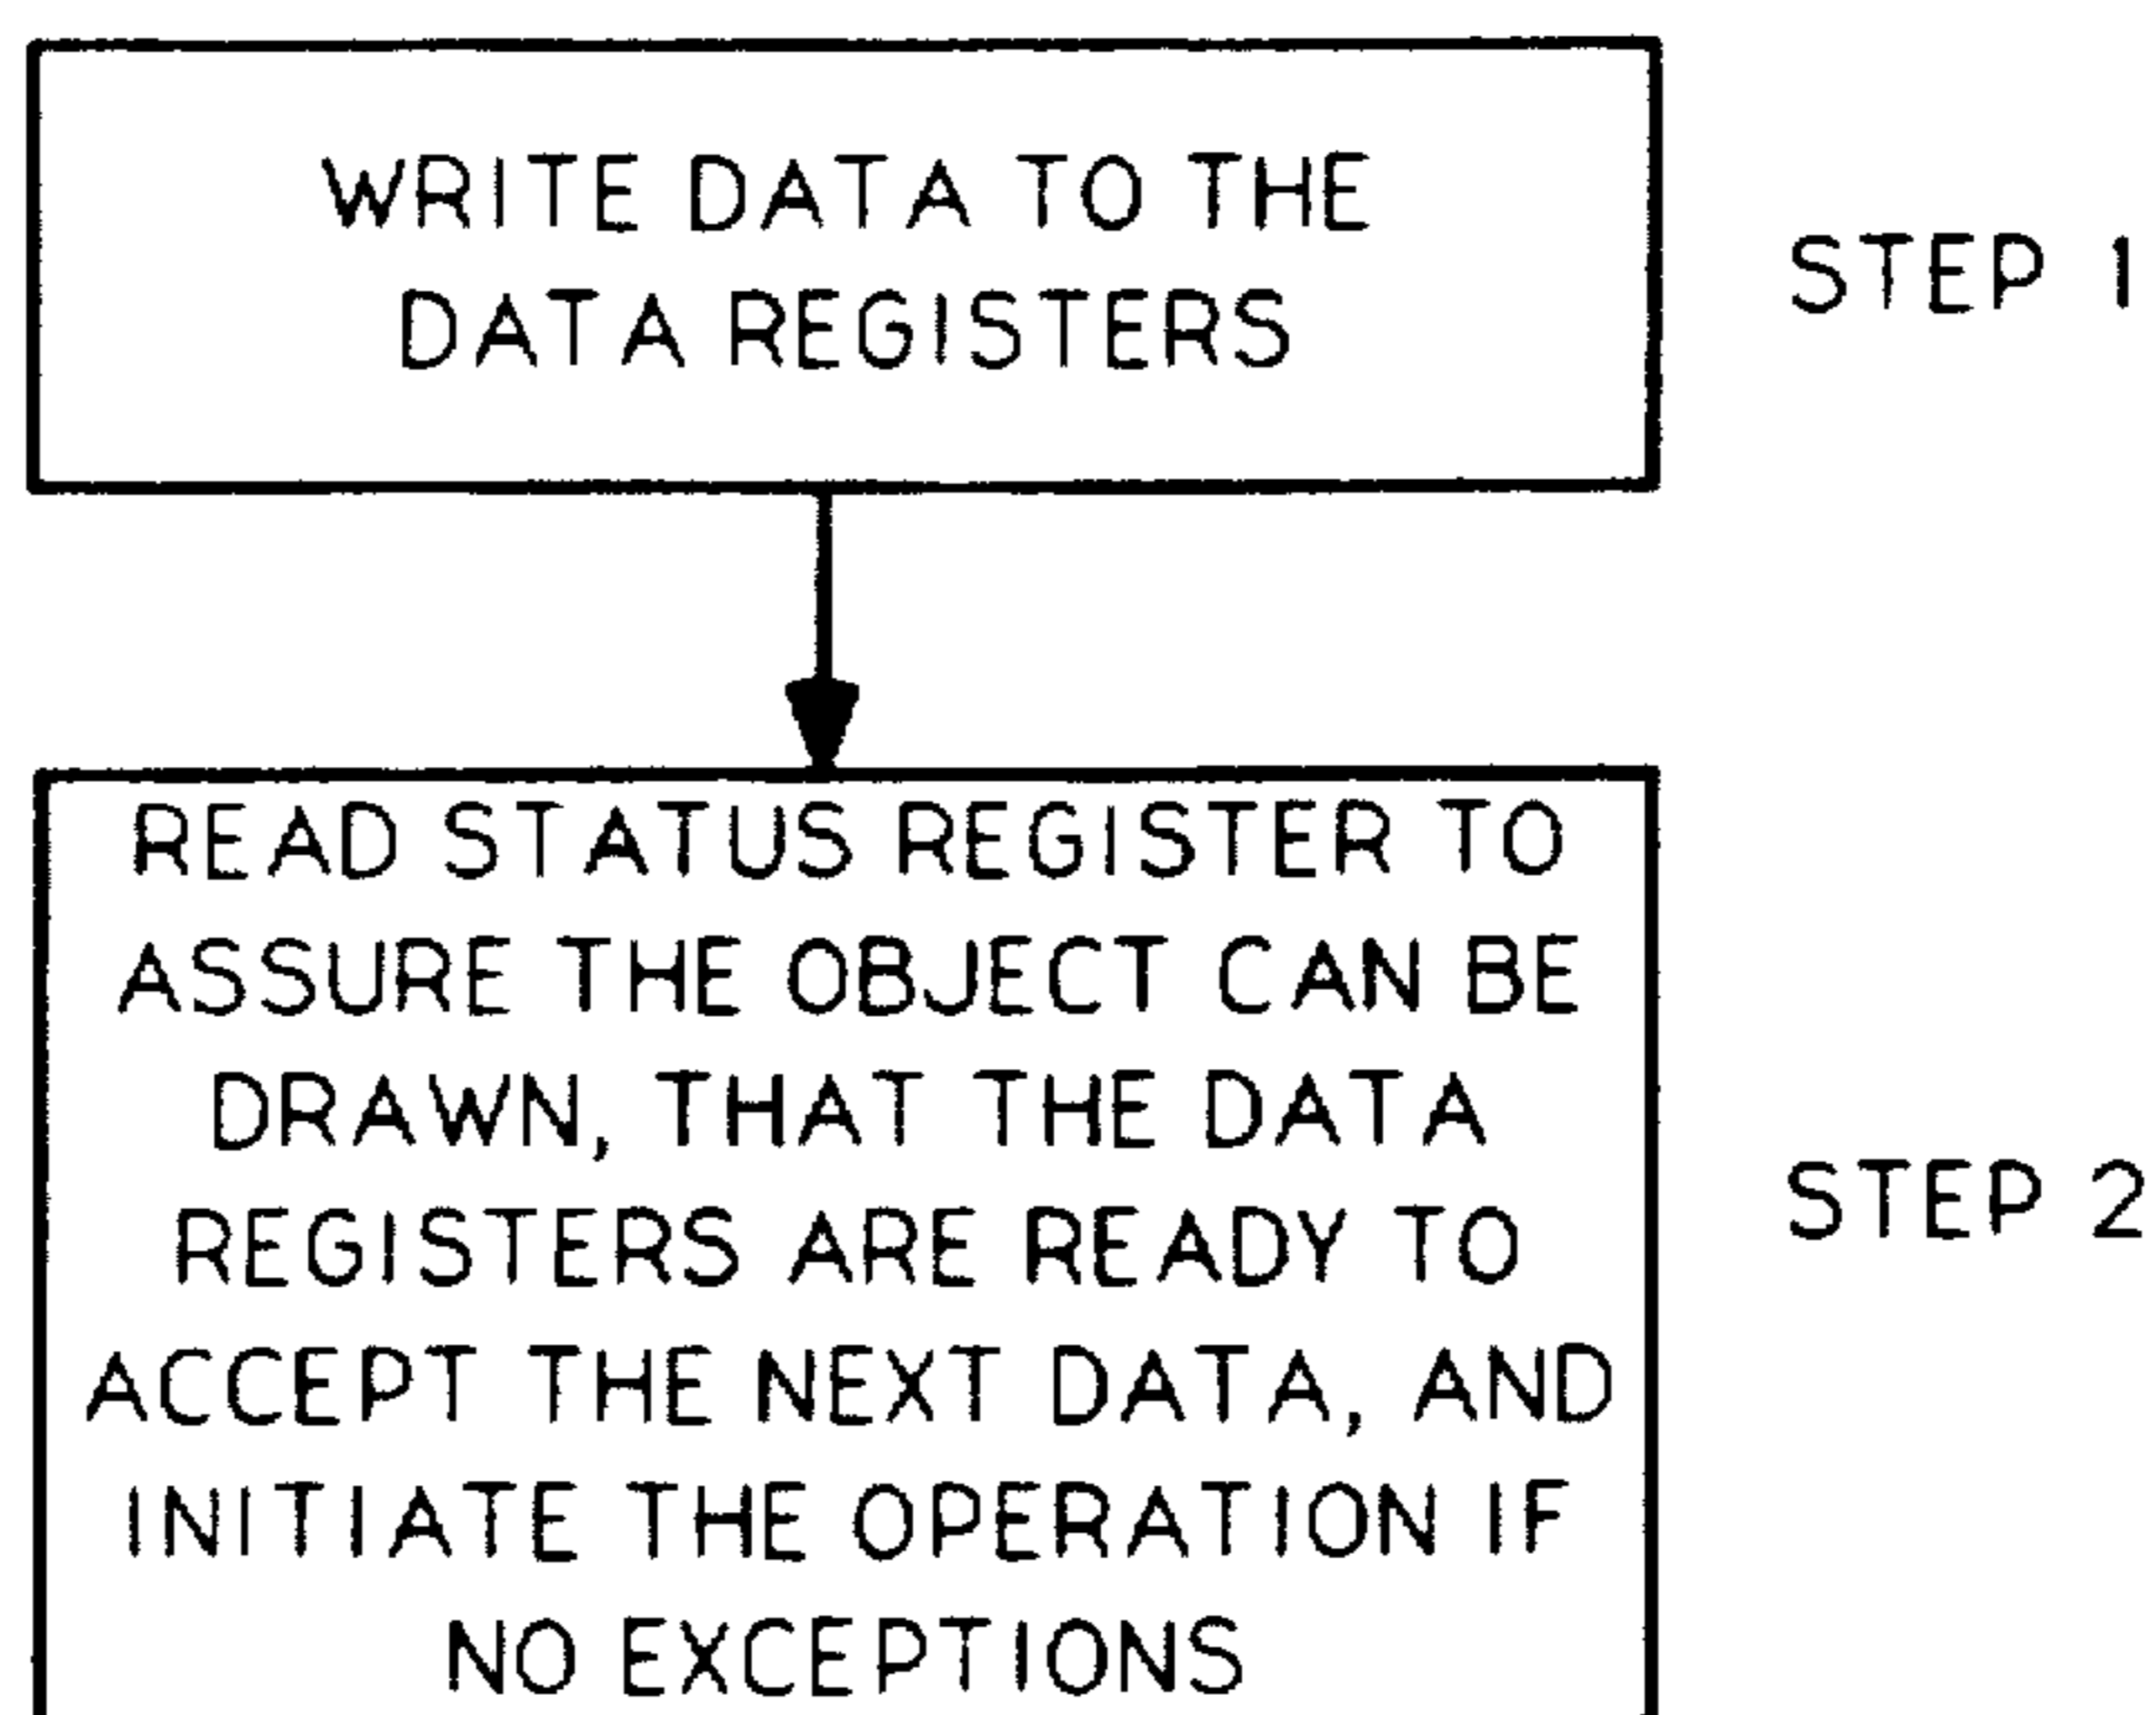 WRITE DATA TO THE
DATA REGISTERS
STEP 1
READ STATUS REGISTER TO
ASSURE THE OBJECT CAN BE
DRAWN, THAT THE DATA
REGISTERS ARE READY TO
ACCEPT THE NEXT DATA, AND
INITIATE THE OPERATION IF
NO EXCEPTIONS
STEP 2